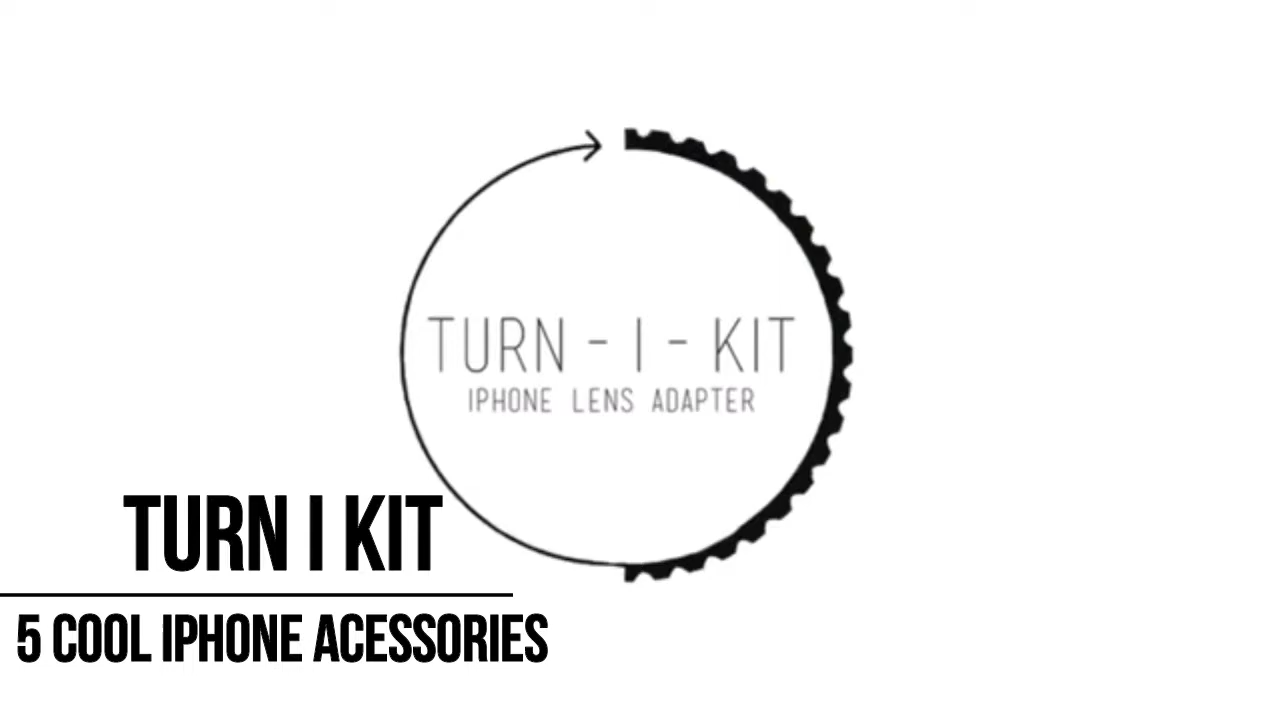 TURN - I - KIT
IPHONE LENS ADAPTER
TURN I KIT
5 COOL IPHONE ACESSORIES